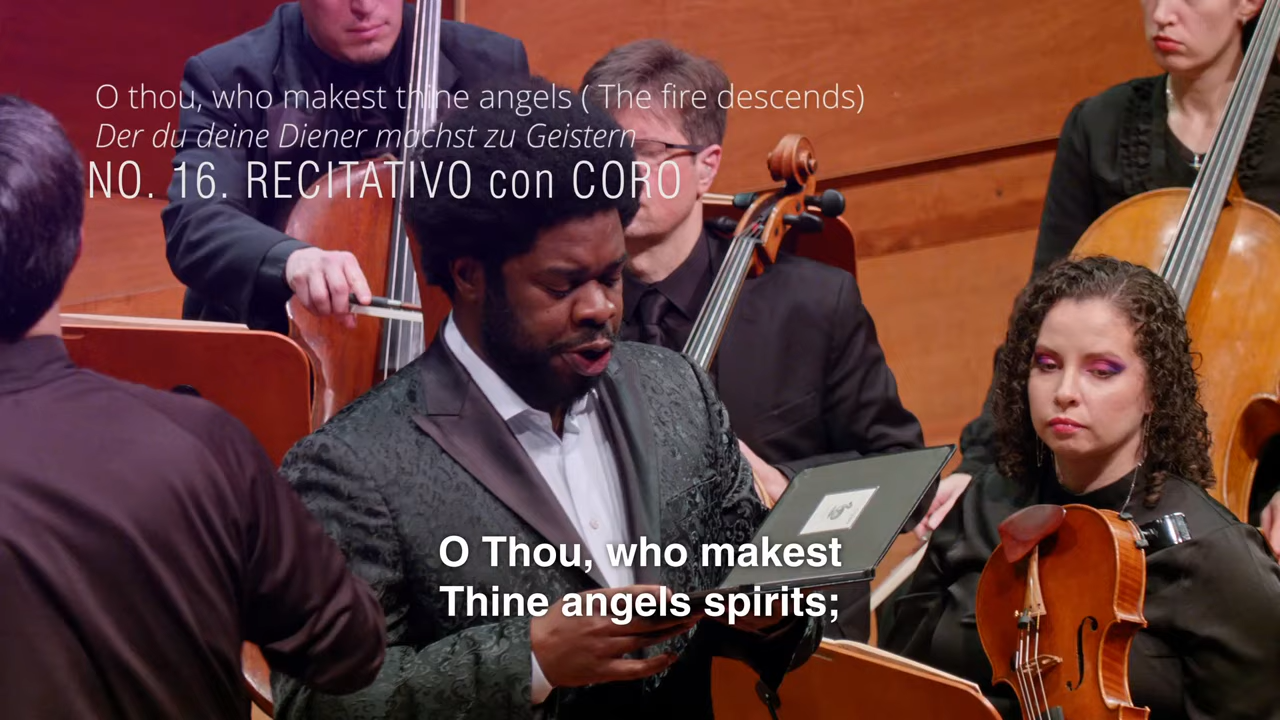 O thou, who makest thine angels ( The fire descends)
Der du deine Diener machst zu Geistern
NO. 16. RECITATIVO con CORO
O Thou, who makest
Thine angels spirits;